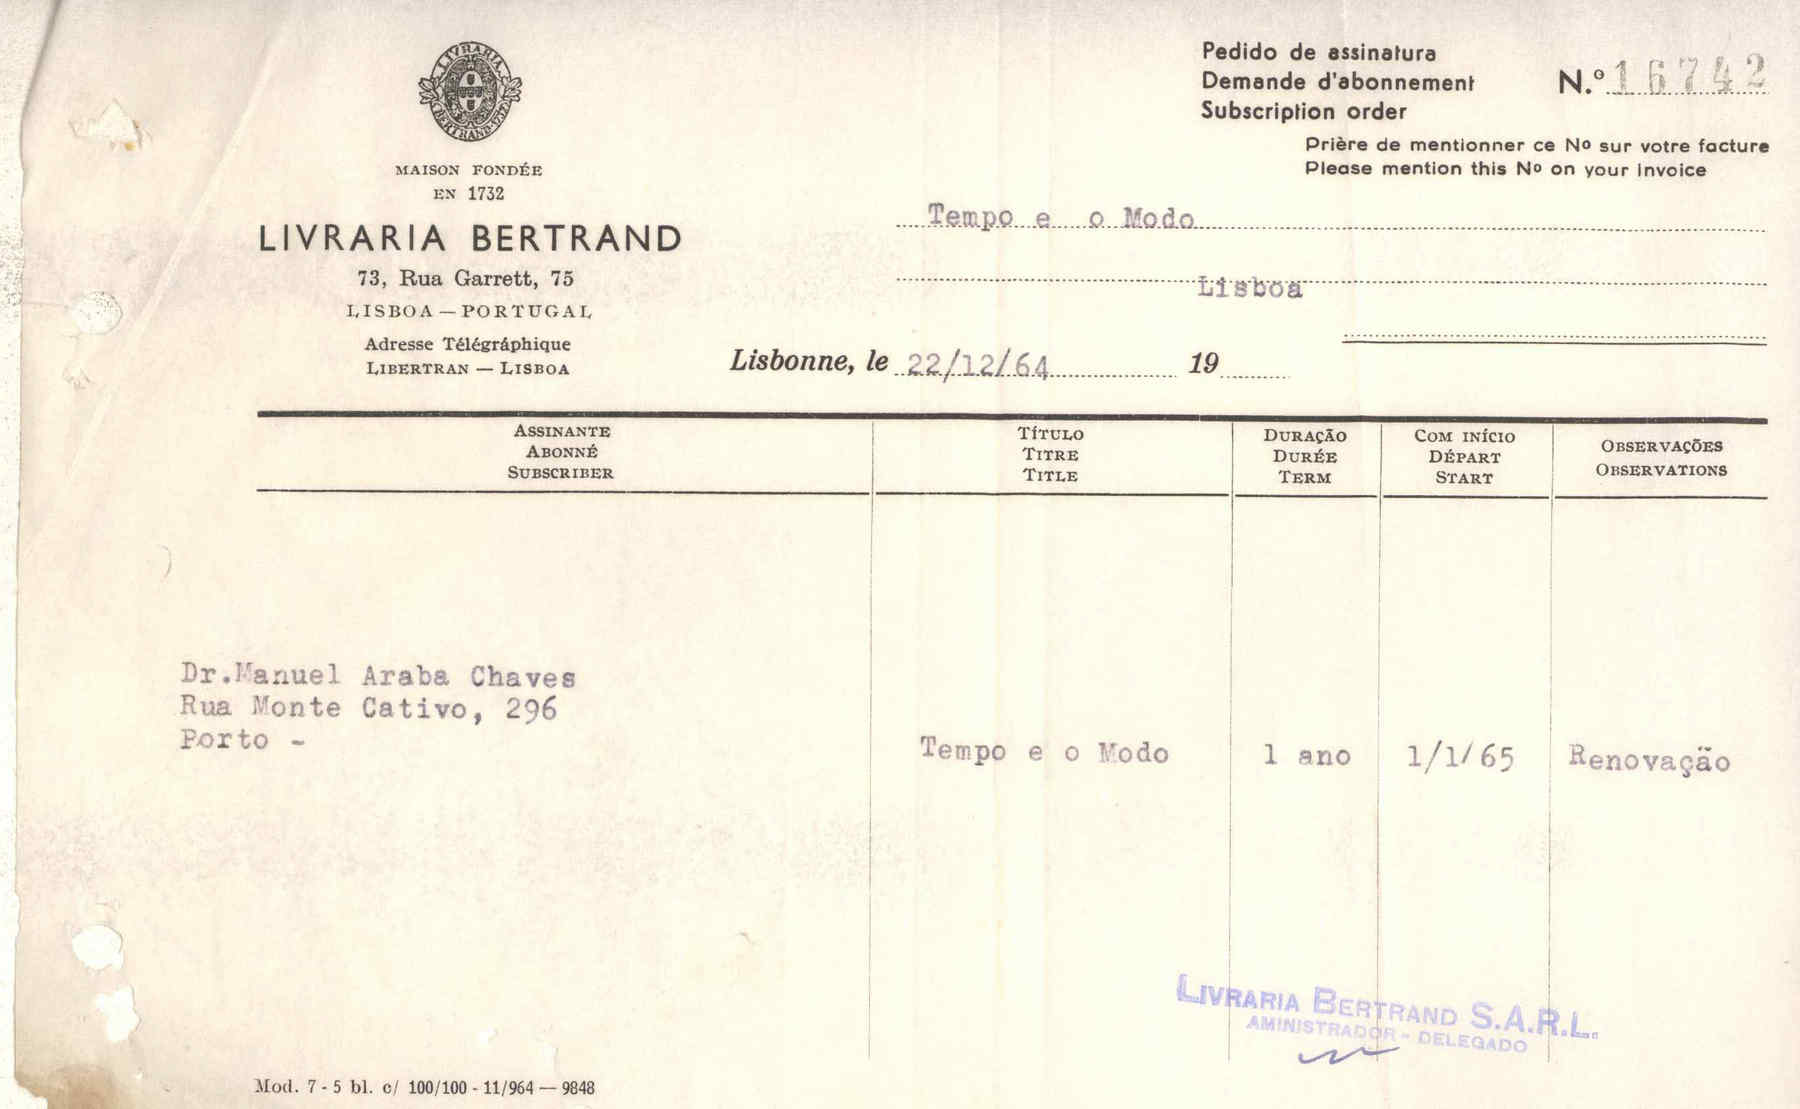 LIVRARIA
BERTRAND-1732
MAISON FONDÉE
EN 1732
LIVRARIA BERTRAND
73, Rua Garrett, 75
LISBOA — PORTUGAL
Adresse Télégráphique
LIBERTRAN — LISBOA
Pedido de assinatura
Demande d'abonnement
Subscription order
N.º 16742
Prière de mentionner ce Nº sur votre facture
Please mention this Nº on your invoice
Tempo e o Modo
Lisboa
Lisbonne, le 22/12/64 19
ASSINANTE
ABONNÉ
SUBSCRIBER
TÍTULO
TITRE
TITLE
DURAÇÃO
DURÉE
TERM
COM INÍCIO
DÉPART
START
OBSERVAÇÕES
OBSERVATIONS
Dr.Manuel Araba Chaves
Rua Monte Cativo, 296
Porto -
Tempo e o Modo 1 ano 1/1/65 Renovação
LIVRARIA BERTRAND S.A.R.L.
AMINISTRADOR - DELEGADO
Mod. 7 - 5 bl. c/ 100/100 - 11/964 — 9848